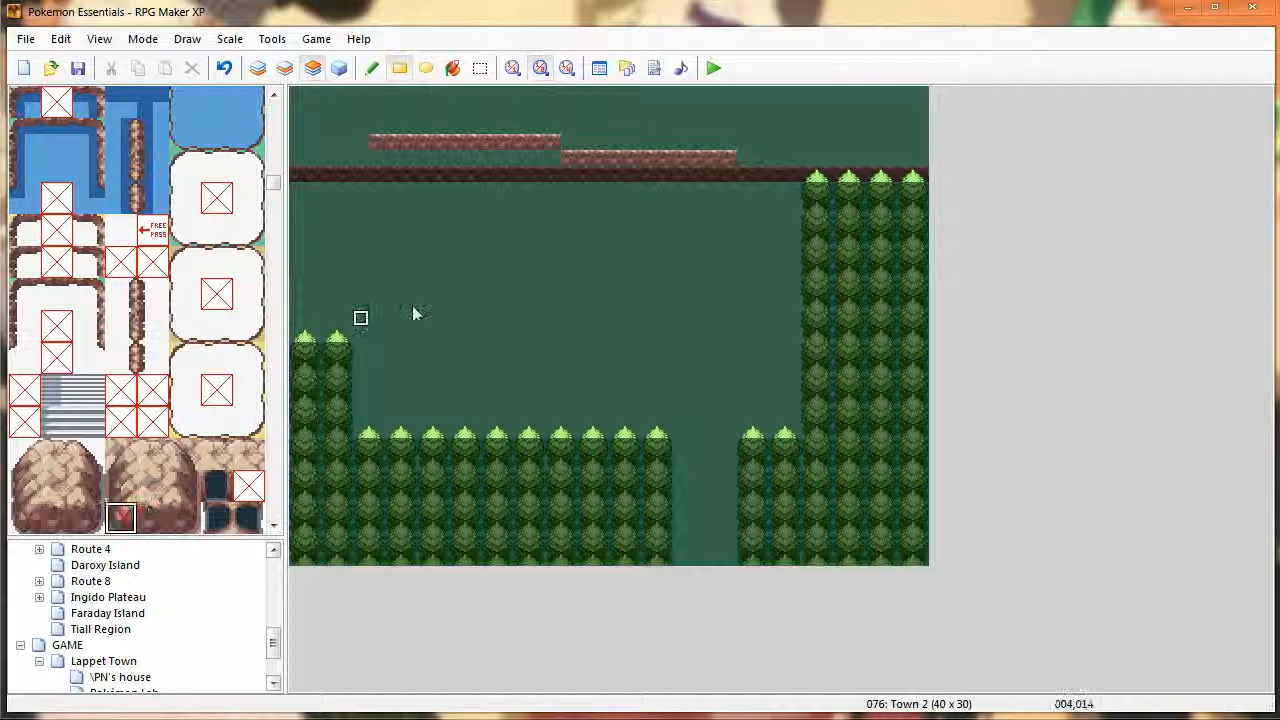 Pokemon Essentials - RPG Maker XP
File Edit View Mode Draw Scale Tools Game Help
FREE
PASS
Route 4
Daroxy Island
Route 8
Ingido Plateau
Faraday Island
Tiall Region
GAME
Lappet Town
\PN's house
Pokémon Lab
076: Town 2 (40 x 30) 004,014